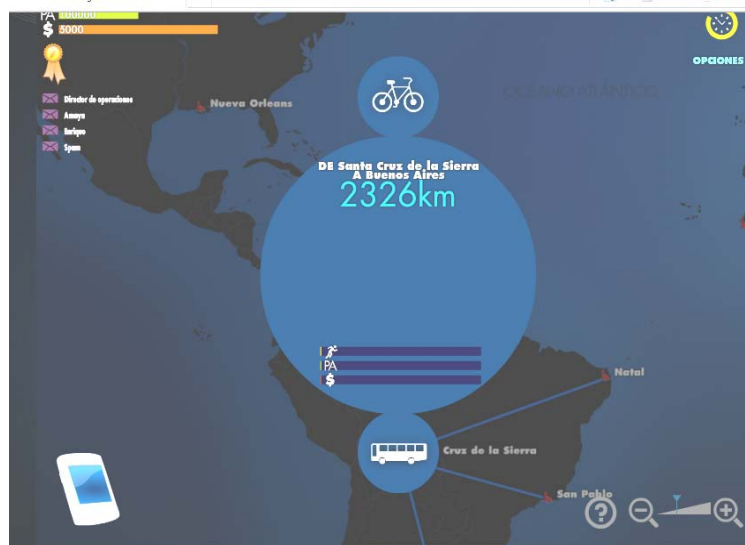 PA 100000
$ 5000
OPCIONES
Director de operaciones
Amaya
Enrique
Spam
Nueva Orleans
OCÉANO ATLÁNTICO
DE Santa Cruz de la Sierra
A Buenos Aires
2326km
PA
$
Natal
Cruz de la Sierra
San Pablo
?